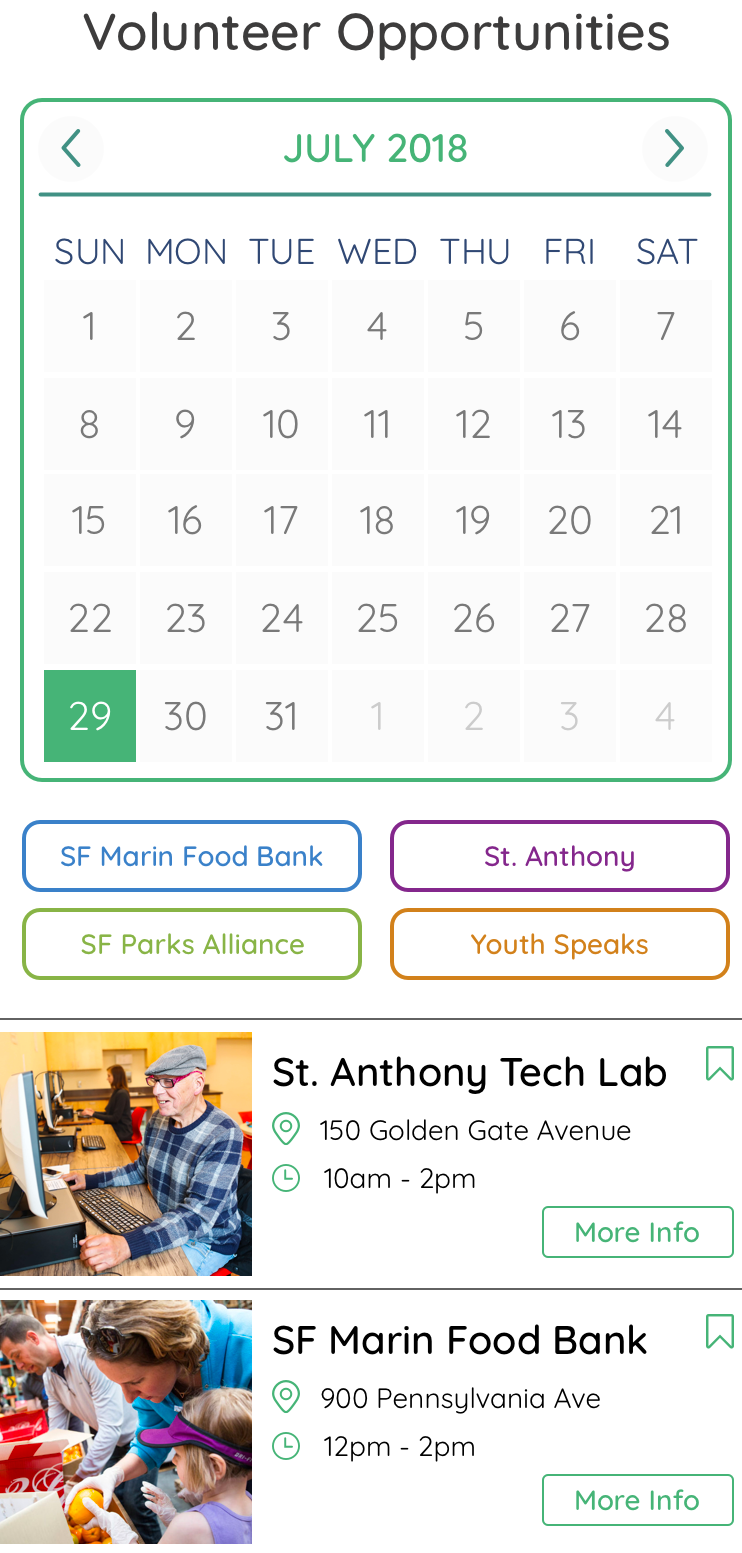 Volunteer Opportunities
JULY 2018
SUN MON TUE WED THU FRI SAT
1 2 3 4 5 6 7
8 9 10 11 12 13 14
15 16 17 18 19 20 21
22 23 24 25 26 27 28
29 30 31 1 2 3 4
SF Marin Food Bank St. Anthony
SF Parks Alliance Youth Speaks
St. Anthony Tech Lab
150 Golden Gate Avenue
10am - 2pm
More Info
SF Marin Food Bank
900 Pennsylvania Ave
12pm - 2pm
More Info